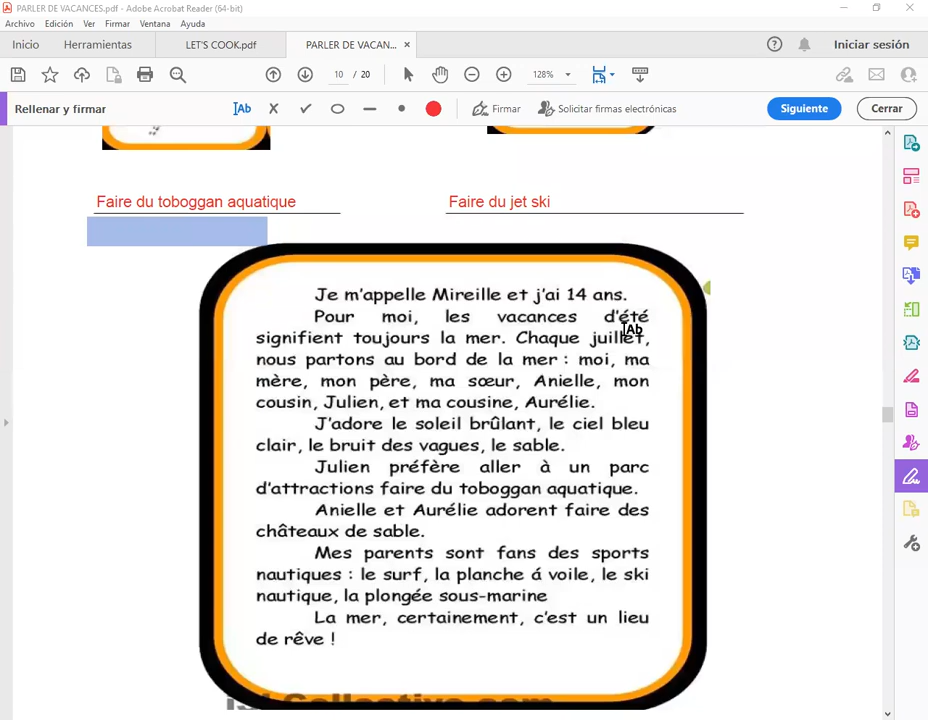 PARLER DE VACANCES.pdf - Adobe Acrobat Reader (64-bit)
Archivo Edición Ver Firmar Ventana Ayuda
Inicio Herramientas LET'S COOK.pdf PARLER DE VACAN... × Iniciar sesión
10 / 20 128%
Rellenar y firmar Ab Firmar Solicitar firmas electrónicas Siguiente Cerrar
Faire du toboggan aquatique Faire du jet ski
Je m'appelle Mireille et j'ai 14 ans.
Pour moi, les vacances d'été
signifient toujours la mer. Chaque juillet,
nous partons au bord de la mer : moi, ma
mère, mon père, ma sœur, Anielle, mon
cousin, Julien, et ma cousine, Aurélie.
J'adore le soleil brûlant, le ciel bleu
clair, le bruit des vagues, le sable.
Julien préfère aller à un parc
d'attractions faire du toboggan aquatique.
Anielle et Aurélie adorent faire des
châteaux de sable.
Mes parents sont fans des sports
nautiques : le surf, la planche á voile, le ski
nautique, la plongée sous-marine
La mer, certainement, c'est un lieu
de rêve !